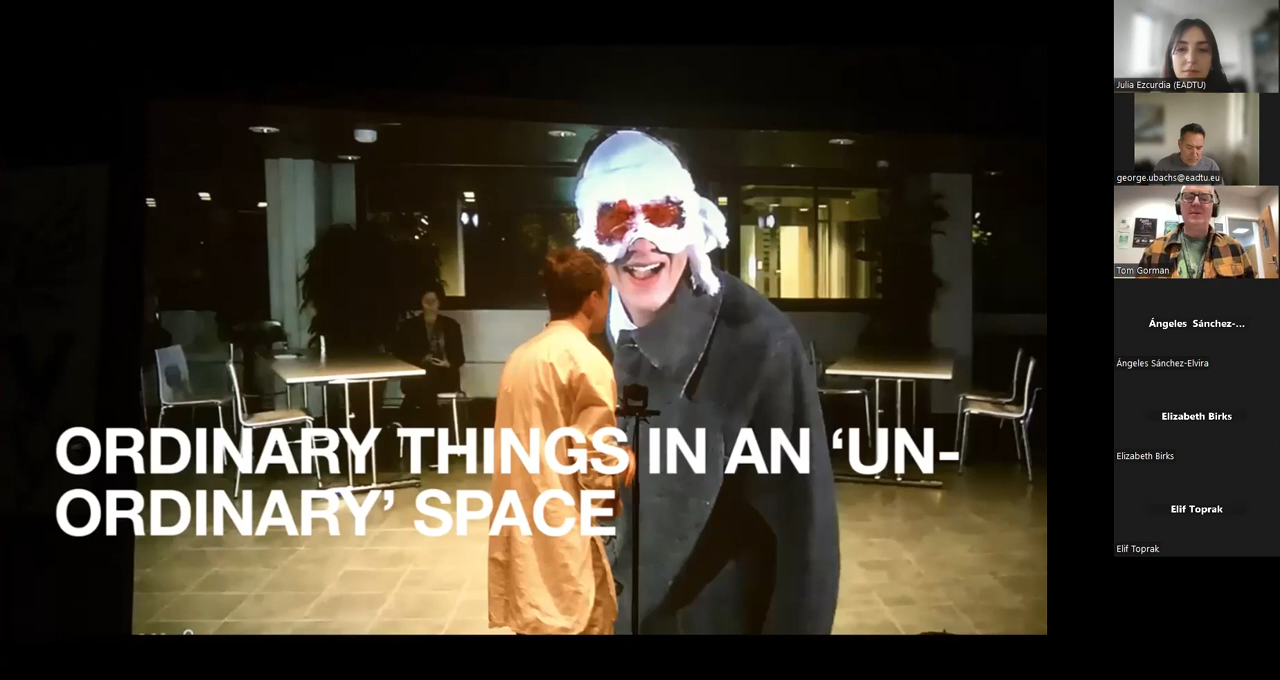 ORDINARY THINGS IN AN ‘UN-
ORDINARY’ SPACE
Julia Ezcurdia (EADTU)
george.ubachs@eadtu.eu
Tom Gorman
Ángeles Sánchez-...
Ángeles Sánchez-Elvira
Elizabeth Birks
Elizabeth Birks
Elif Toprak
Elif Toprak